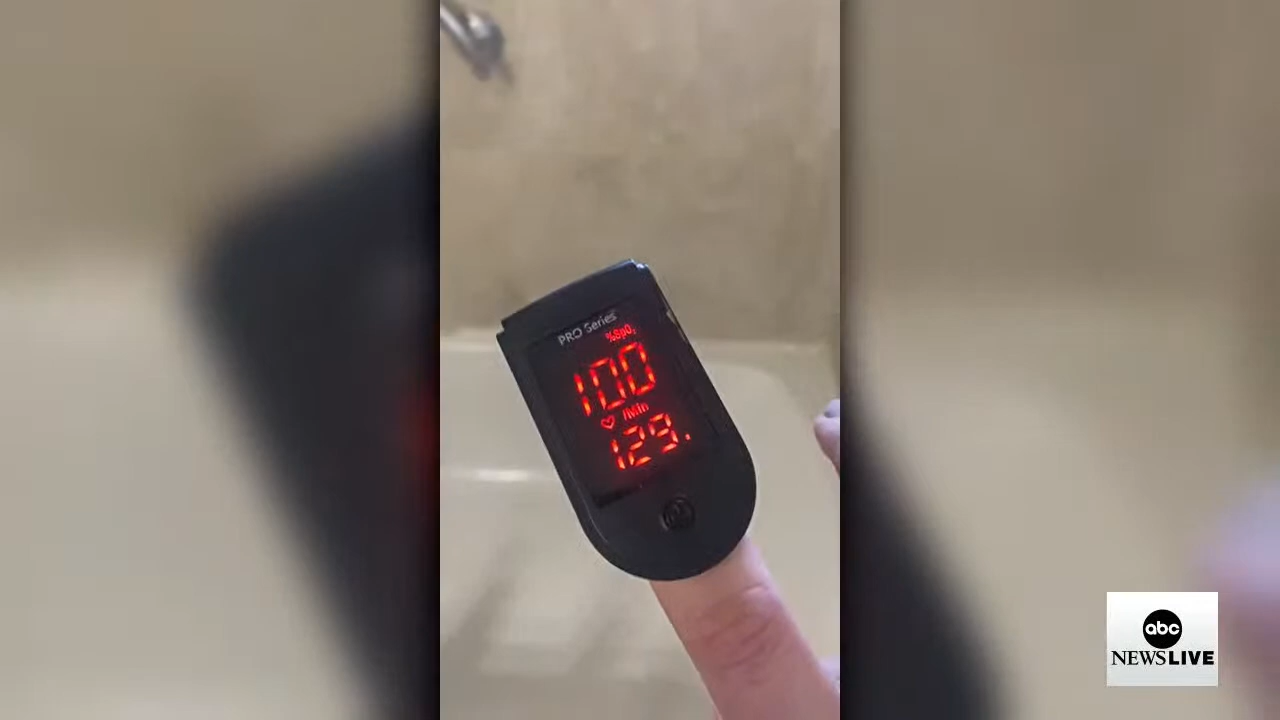 PRO Series
%SpO₂
100
/Min
129.
abc
NEWSLIVE